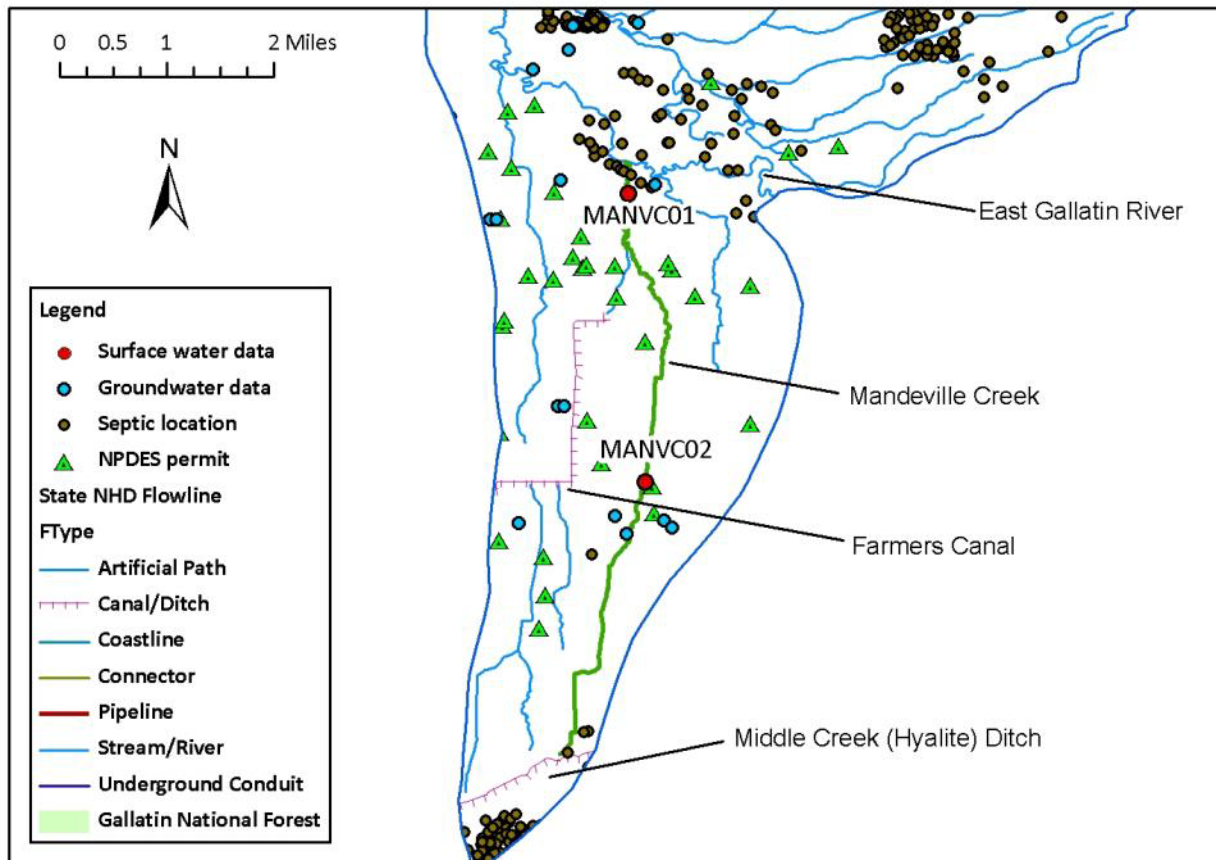 0 0.5 1 2 Miles
N
MANVC01
East Gallatin River
Mandeville Creek
MANVC02
Farmers Canal
Middle Creek (Hyalite) Ditch
Legend
Surface water data
Groundwater data
Septic location
NPDES permit
State NHD Flowline
FType
Artificial Path
Canal/Ditch
Coastline
Connector
Pipeline
Stream/River
Underground Conduit
Gallatin National Forest